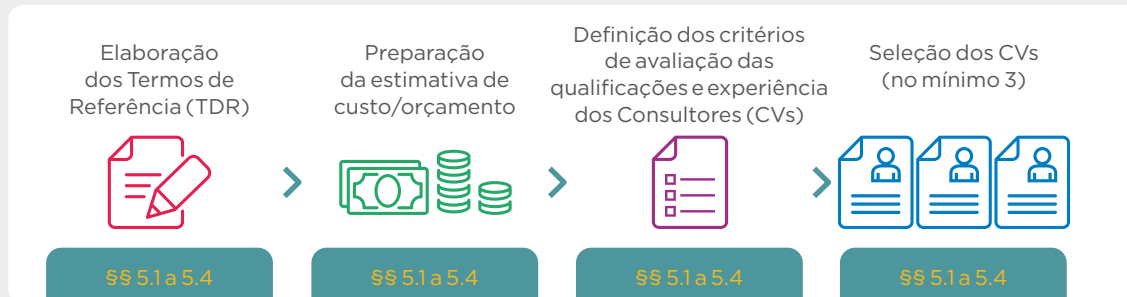 Elaboração
dos Termos de
Referência (TDR)
Preparação
da estimativa de
custo/orçamento
Definição dos critérios
de avaliação das
qualificações e experiência
dos Consultores (CVs)
Seleção dos CVs
(no mínimo 3)
§§ 5.1 a 5.4
§§ 5.1 a 5.4
§§ 5.1 a 5.4
§§ 5.1 a 5.4